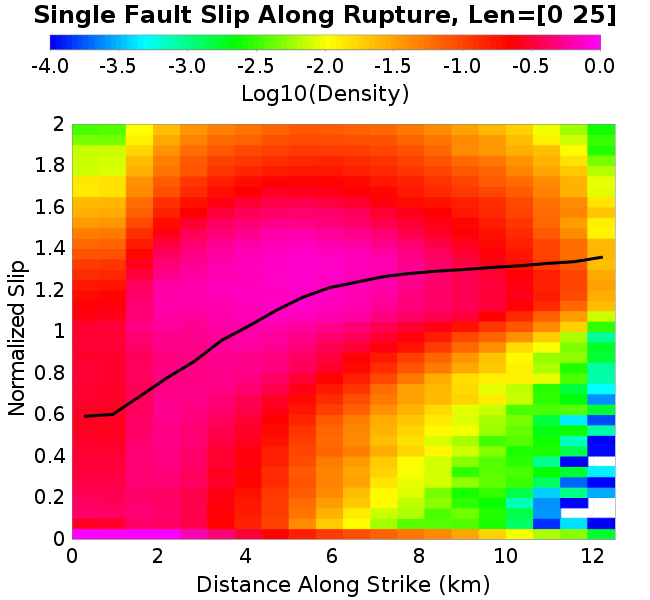 Single Fault Slip Along Rupture, Len=[0 25]
-4.0 -3.5 -3.0 -2.5 -2.0 -1.5 -1.0 -0.5 0.0
Log10(Density)
2
1.8
1.6
1.4
1.2
1
0.8
0.6
0.4
0.2
0
Normalized Slip
0 2 4 6 8 10 12
Distance Along Strike (km)